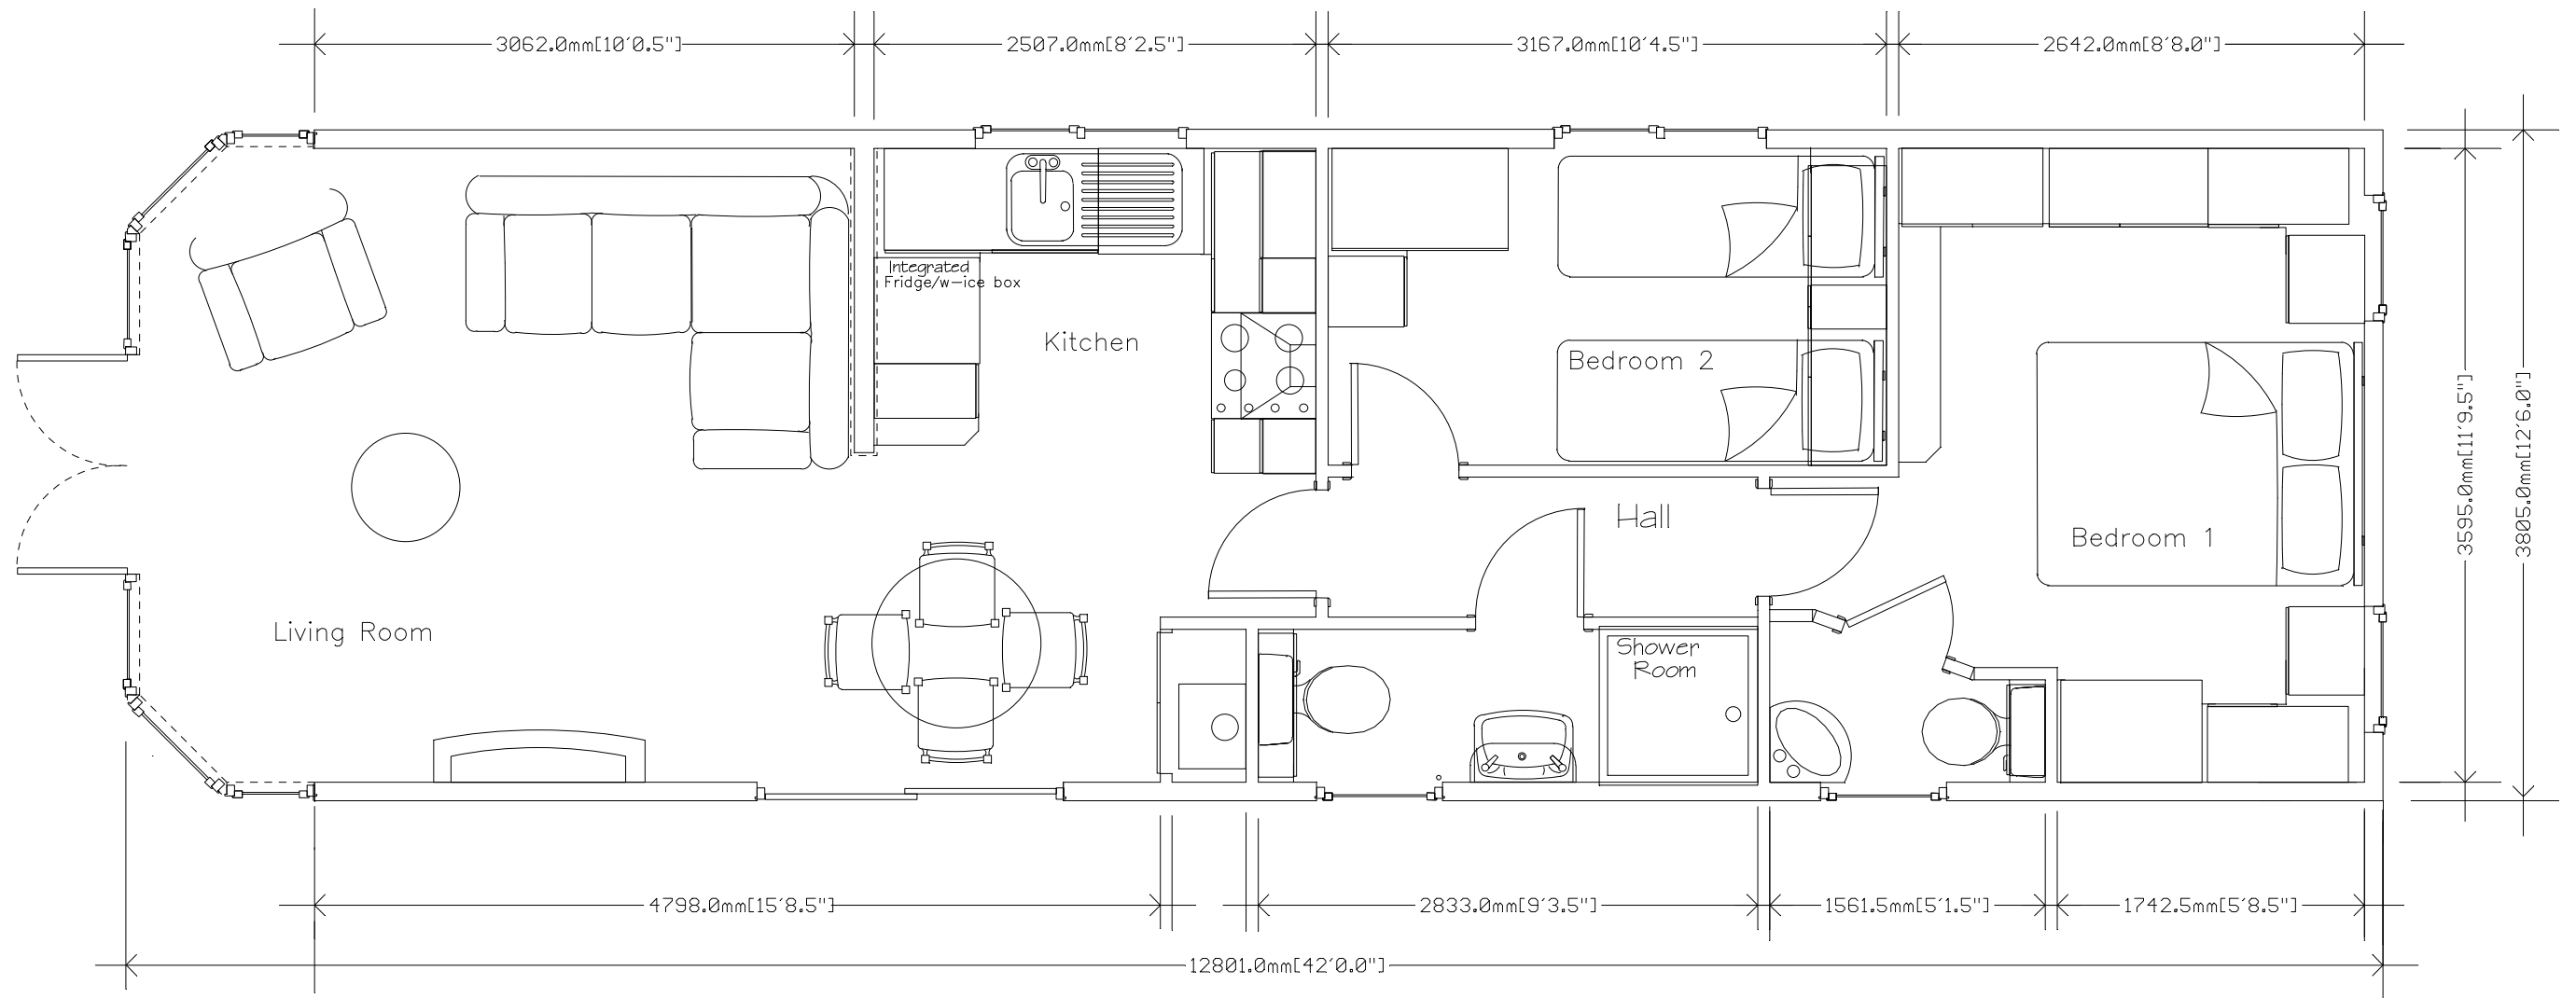 3062.0mm[10'0.5"]
2507.0mm[8'2.5"]
3167.0mm[10'4.5"]
2642.0mm[8'8.0"]
Integrated
Fridge/w-ice box
Kitchen
Bedroom 2
Hall
Bedroom 1
Living Room
Shower
Room
3595.0mm[11'9.5"]
3805.0mm[12'6.0"]
4798.0mm[15'8.5"]
2833.0mm[9'3.5"]
1561.5mm[5'1.5"]
1742.5mm[5'8.5"]
12801.0mm[42'0.0"]